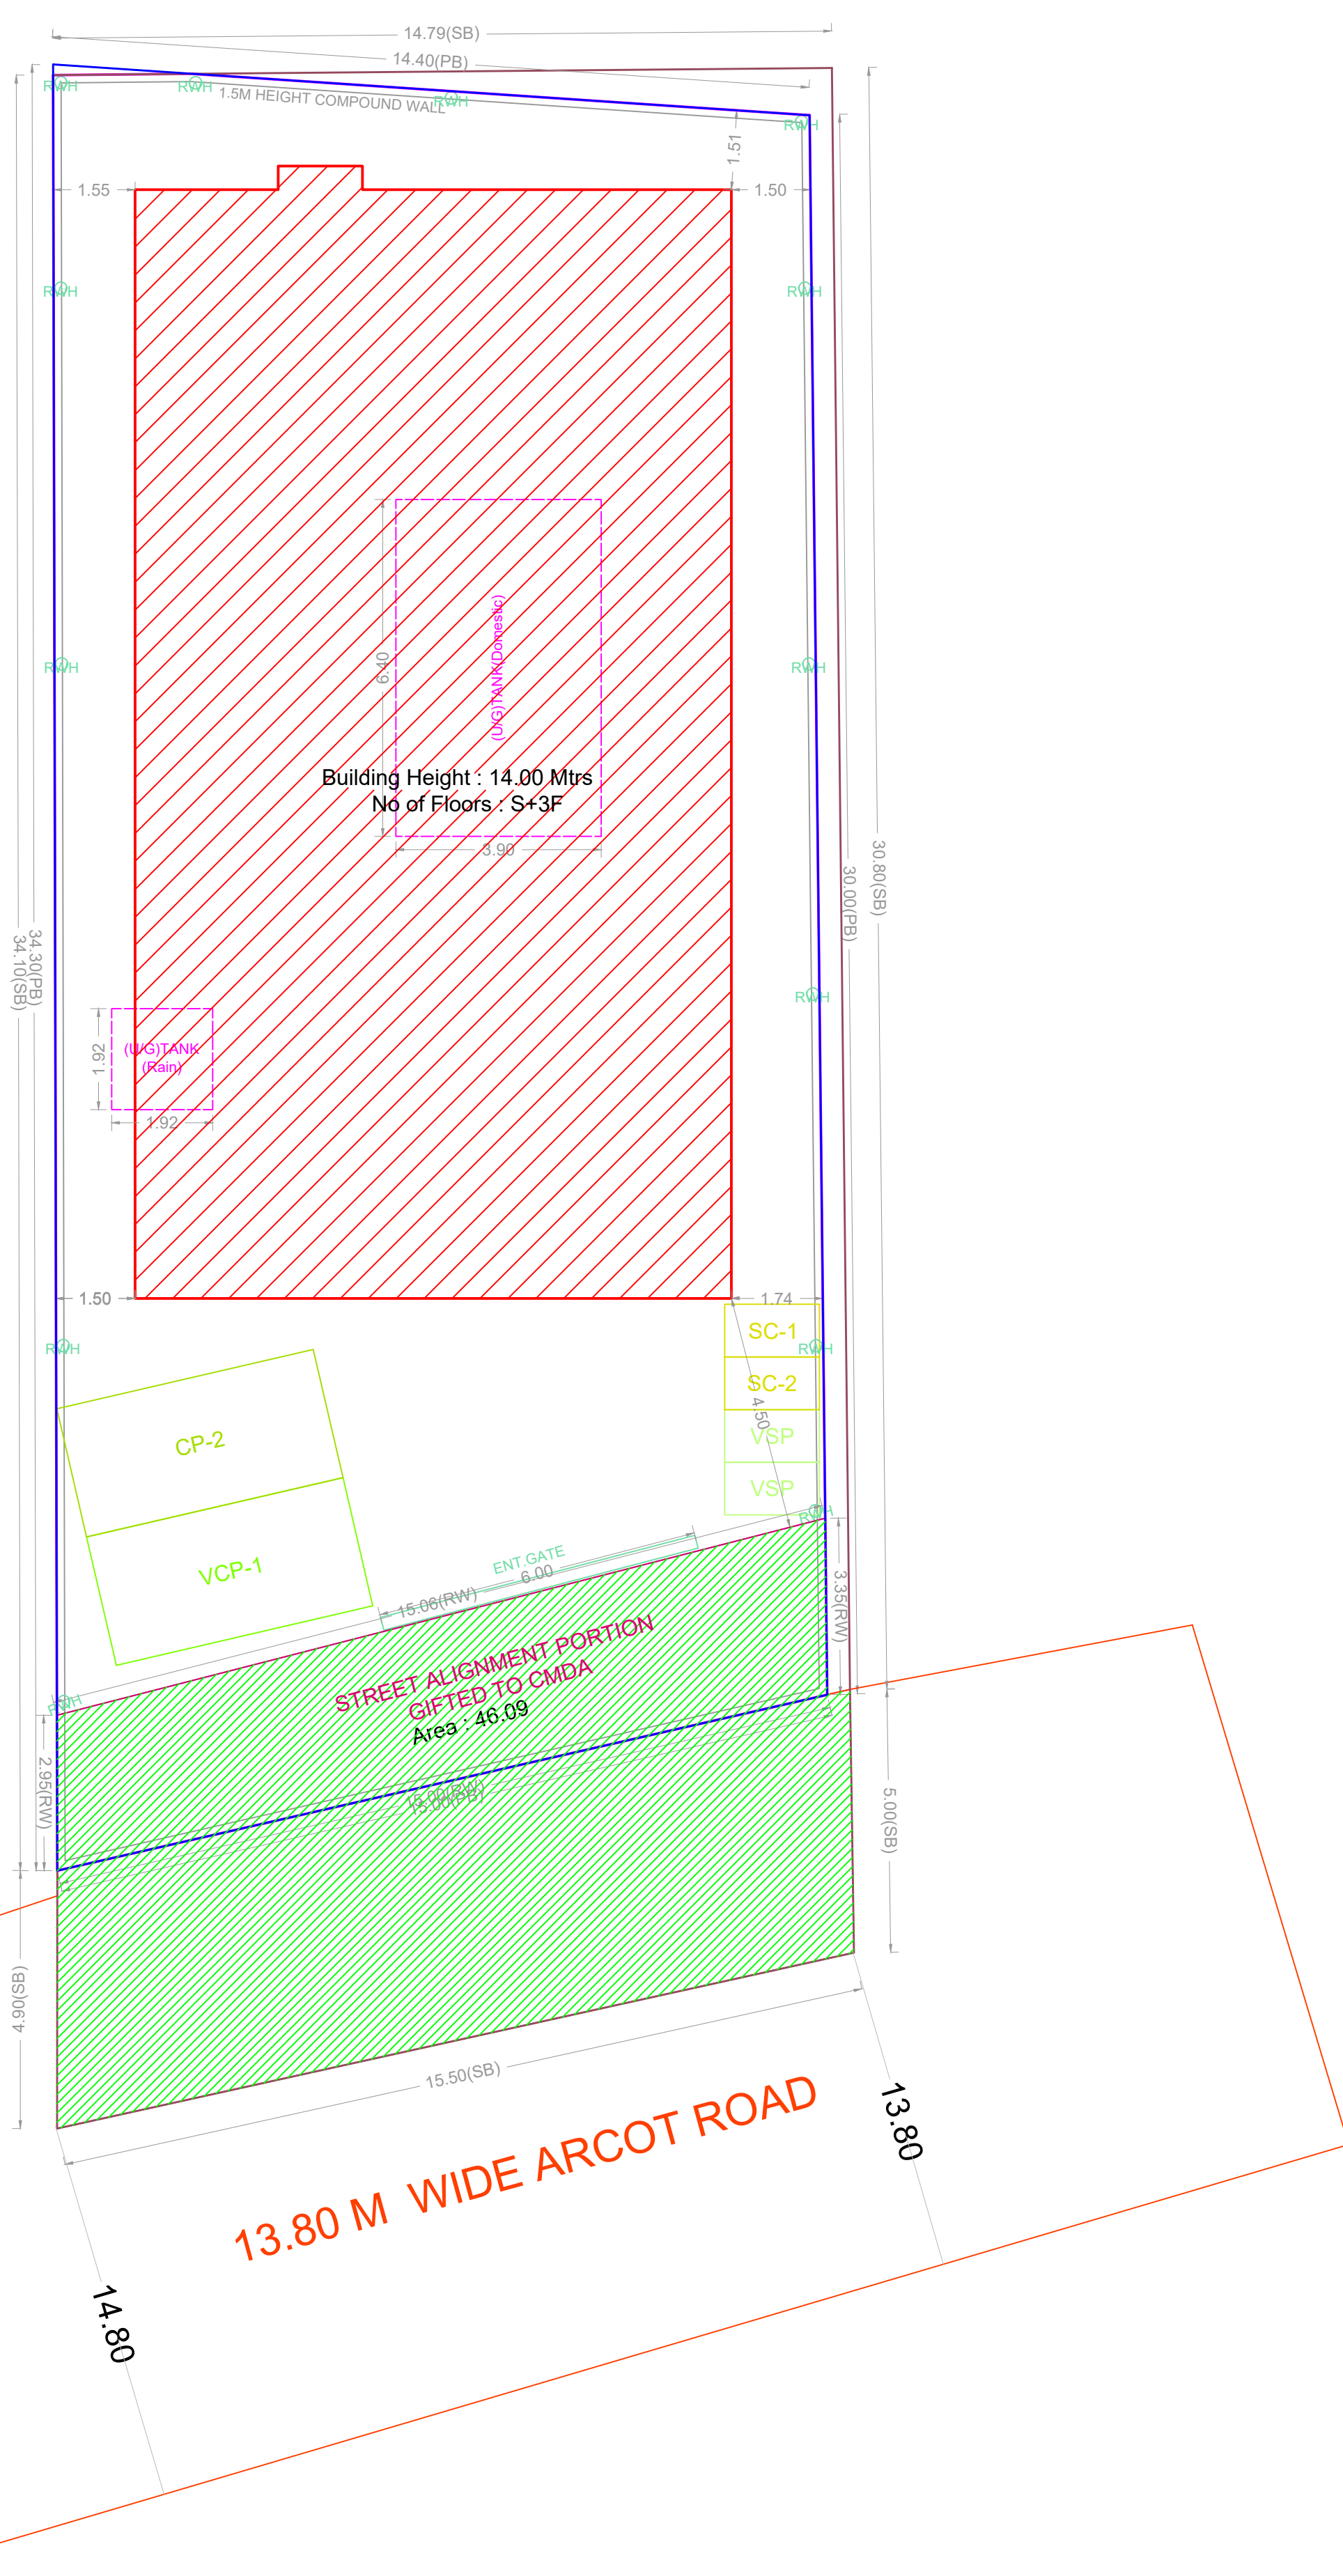 14.79(SB)
14.40(PB)
RWH
RWH
1.5M HEIGHT COMPOUND WALL
RWH
RWH
1.51
1.55
1.50
RWH
RWH
(U/G)TANK(Domestic)
6.40
RWH
RWH
Building Height : 14.00 Mtrs
No of Floors : S+3F
3.90
30.80(SB)
30.00(PB)
34.30(PB)
34.10(SB)
RWH
1.92
(U/G)TANK
(Rain)
1.92
1.50
1.74
SC-1
RWH
RWH
SC-2
4.50
CP-2
VSP
VSP
RWH
ENT.GATE
6.00
VCP-1
15.06(RW)
3.35(RW)
STREET ALIGNMENT PORTION
GIFTED TO CMDA
Area : 46.09
RWH
2.95(RW)
15.00(RW)
15.00(PB)
5.00(SB)
4.90(SB)
15.50(SB)
13.80 M WIDE ARCOT ROAD
13.80
14.80